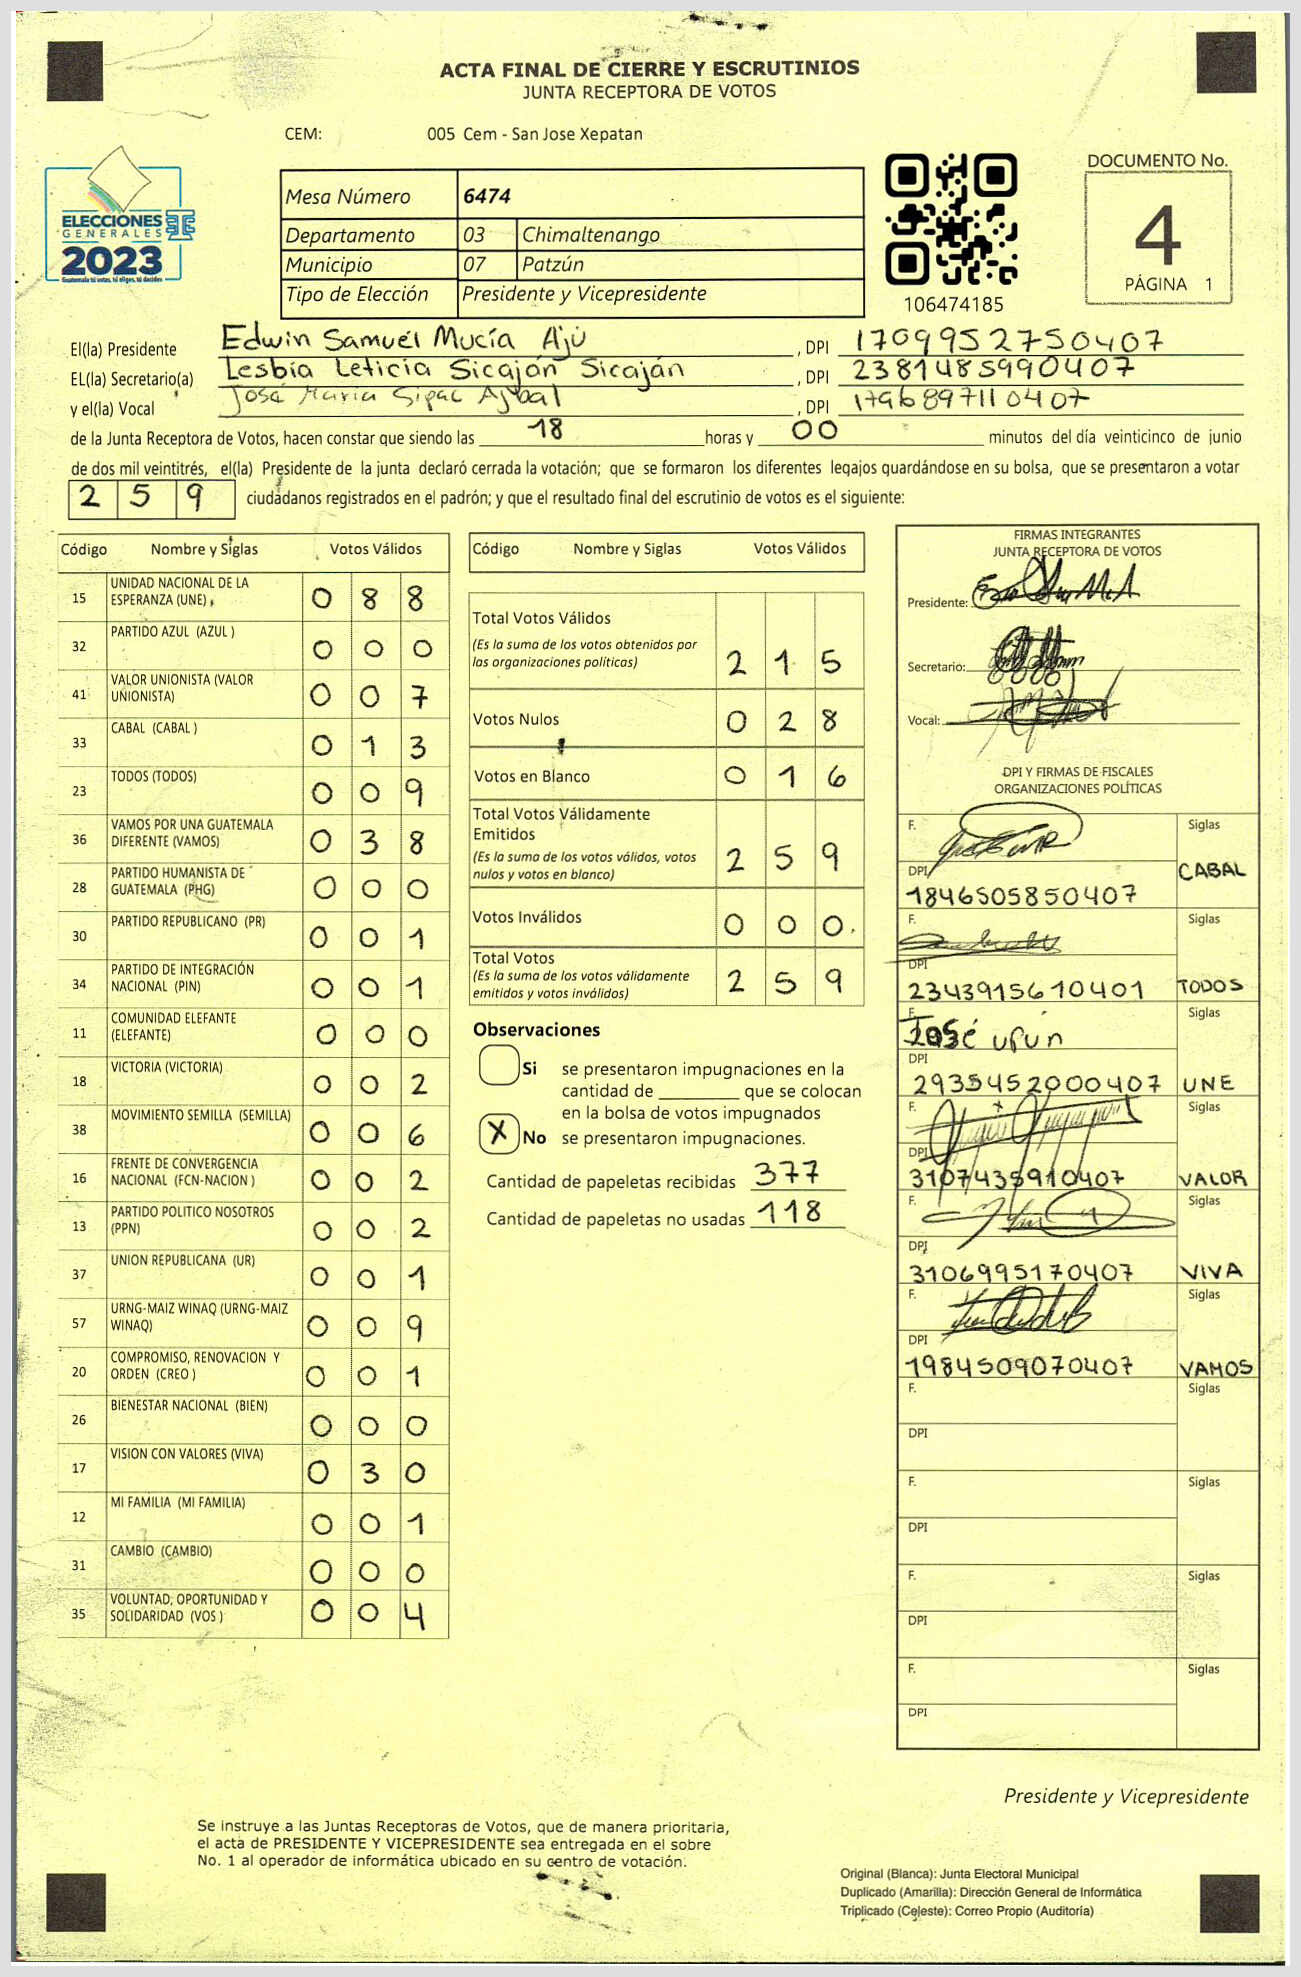 ACTA FINAL DE CIERRE Y ESCRUTINIOS
JUNTA RECEPTORA DE VOTOS
CEM: 005 Cem - San Jose Xepatan
ELECCIONES
GENERALES
2023
Guatemala tú votas, tú eliges, tú decides
Mesa Número 6474
Departamento 03 Chimaltenango
Municipio 07 Patzún
Tipo de Elección Presidente y Vicepresidente
106474185
DOCUMENTO No.
4
PÁGINA 1
El(la) Presidente Edwin Samuel Mucía Ajú , DPI 1709952750407
EL(la) Secretario(a) Lesbia Leticia Sicaján Sicaján , DPI 2381485990407
y el(la) Vocal José María Sipac Ajbal , DPI 1796897110407
de la Junta Receptora de Votos, hacen constar que siendo las 18 horas y 00 minutos del día veinticinco de junio
de dos mil veintitrés, el(la) Presidente de la junta declaró cerrada la votación; que se formaron los diferentes legajos guardándose en su bolsa, que se presentaron a votar
2 5 9 ciudadanos registrados en el padrón; y que el resultado final del escrutinio de votos es el siguiente:
Código Nombre y Siglas Votos Válidos
15 UNIDAD NACIONAL DE LA ESPERANZA (UNE) 0 8 8
32 PARTIDO AZUL (AZUL ) 0 0 0
41 VALOR UNIONISTA (VALOR UNIONISTA) 0 0 7
33 CABAL (CABAL ) 0 1 3
23 TODOS (TODOS) 0 0 9
36 VAMOS POR UNA GUATEMALA DIFERENTE (VAMOS) 0 3 8
28 PARTIDO HUMANISTA DE GUATEMALA (PHG) 0 0 0
30 PARTIDO REPUBLICANO (PR) 0 0 1
34 PARTIDO DE INTEGRACIÓN NACIONAL (PIN) 0 0 1
11 COMUNIDAD ELEFANTE (ELEFANTE) 0 0 0
18 VICTORIA (VICTORIA) 0 0 2
38 MOVIMIENTO SEMILLA (SEMILLA) 0 0 6
16 FRENTE DE CONVERGENCIA NACIONAL (FCN-NACION ) 0 0 2
13 PARTIDO POLITICO NOSOTROS (PPN) 0 0 2
37 UNION REPUBLICANA (UR) 0 0 1
57 URNG-MAIZ WINAQ (URNG-MAIZ WINAQ) 0 0 9
20 COMPROMISO, RENOVACION Y ORDEN (CREO ) 0 0 1
26 BIENESTAR NACIONAL (BIEN) 0 0 0
17 VISION CON VALORES (VIVA) 0 3 0
12 MI FAMILIA (MI FAMILIA) 0 0 1
31 CAMBIO (CAMBIO) 0 0 0
35 VOLUNTAD, OPORTUNIDAD Y SOLIDARIDAD (VOS ) 0 0 4
Código Nombre y Siglas Votos Válidos
Total Votos Válidos
(Es la suma de los votos obtenidos por
las organizaciones políticas) 2 1 5
Votos Nulos 0 2 8
Votos en Blanco 0 1 6
Total Votos Válidamente
Emitidos
(Es la suma de los votos válidos, votos
nulos y votos en blanco) 2 5 9
Votos Inválidos 0 0 0.
Total Votos
(Es la suma de los votos válidamente
emitidos y votos inválidos) 2 5 9
Observaciones
Si se presentaron impugnaciones en la
cantidad de ________ que se colocan
en la bolsa de votos impugnados
X No se presentaron impugnaciones.
Cantidad de papeletas recibidas 377
Cantidad de papeletas no usadas 118
FIRMAS INTEGRANTES
JUNTA RECEPTORA DE VOTOS
Presidente:
Secretario:
Vocal:
DPI Y FIRMAS DE FISCALES
ORGANIZACIONES POLÍTICAS
F. Siglas
DPI 1846505850407 CABAL
F. Siglas
DPI 2343915610401 TODOS
F. José Siglas
DPI 2935452000407 UNE
F. Siglas
DPI 3107435910407 VALOR
F. Siglas
DPI 3106995170407 VIVA
F. Siglas
DPI 1984509070407 VAMOS
F. Siglas
DPI
F. Siglas
DPI
F. Siglas
DPI
F. Siglas
DPI
Presidente y Vicepresidente
Se instruye a las Juntas Receptoras de Votos, que de manera prioritaria,
el acta de PRESIDENTE Y VICEPRESIDENTE sea entregada en el sobre
No. 1 al operador de informática ubicado en su centro de votación.
Original (Blanca): Junta Electoral Municipal
Duplicado (Amarilla): Dirección General de Informática
Triplicado (Celeste): Correo Propio (Auditoría)